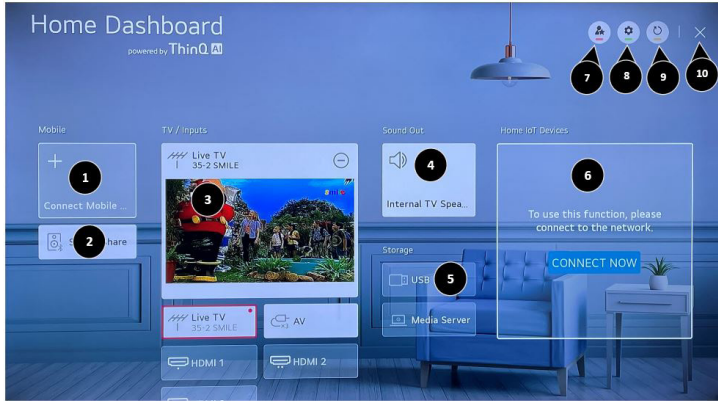 Home Dashboard
powered by ThinQ AI
7
8
9
10
Mobile
TV / Inputs
Sound Out
Home IoT Devices
Live TV
35-2 SMILE
1
Connect Mobile ...
3
4
Internal TV Spea...
6
To use this function, please
connect to the network.
CONNECT NOW
2
S
hare
Storage
USB
5
Media Server
Live TV
35-2 SMILE
x3
AV
HDMI 1
HDMI 2